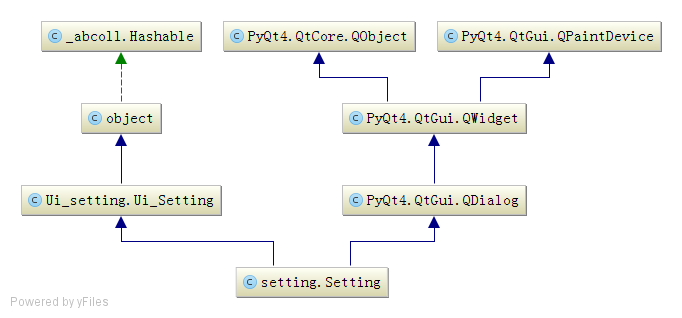 C _abcoll.Hashable
C PyQt4.QtCore.QObject
C PyQt4.QtGui.QPaintDevice
C object
C PyQt4.QtGui.QWidget
C Ui_setting.Ui_Setting
C PyQt4.QtGui.QDialog
C setting.Setting
Powered by yFiles